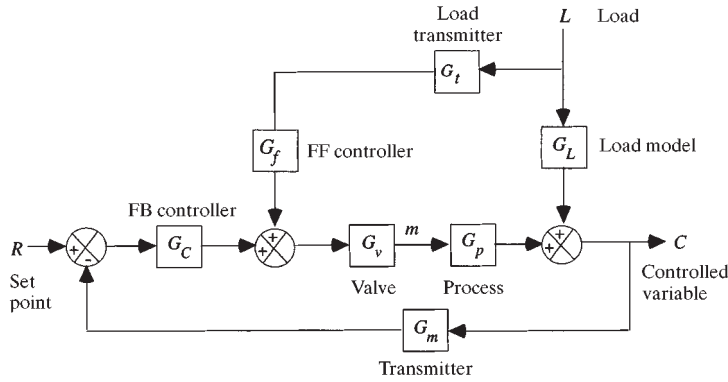 Load
transmitter
L Load
G_t
G_f
FF controller
G_L
Load model
FB controller
R
+
-
G_C
+
+
G_v
m
G_p
+
+
C
Set
point
Valve
Process
Controlled
variable
G_m
Transmitter